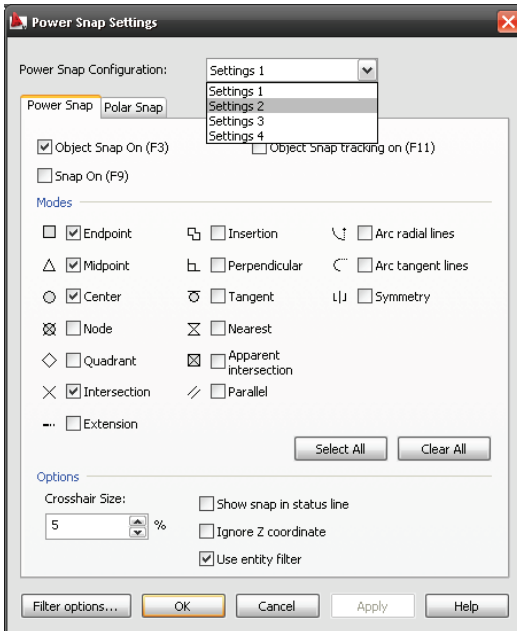 Power Snap Settings
Power Snap Configuration: Settings 1
Settings 1
Settings 2
Settings 3
Settings 4
Power Snap Polar Snap
Object Snap On (F3) Object Snap tracking on (F11)
Snap On (F9)
Modes
Endpoint Insertion Arc radial lines
Midpoint Perpendicular Arc tangent lines
Center Tangent Symmetry
Node Nearest
Quadrant Apparent intersection
Intersection Parallel
Extension
Select All Clear All
Options
Crosshair Size: Show snap in status line
5 % Ignore Z coordinate
Use entity filter
Filter options... OK Cancel Apply Help